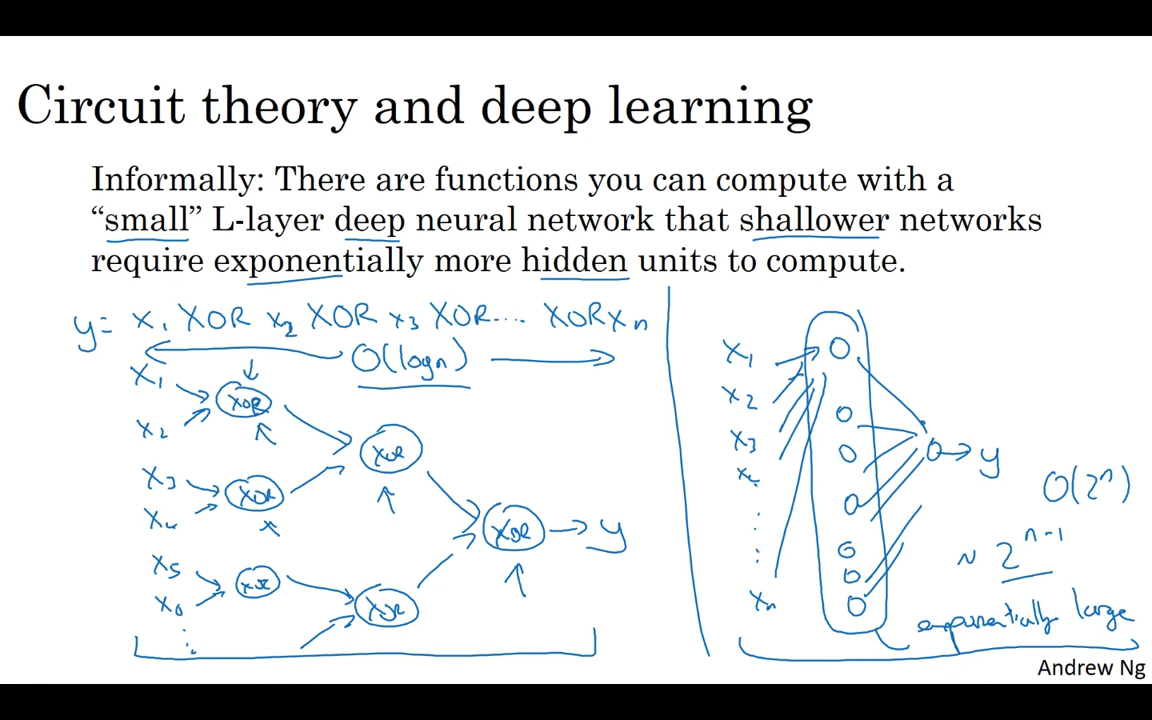 Circuit theory and deep learning
Informally: There are functions you can compute with a
“small” L-layer deep neural network that shallower networks
require exponentially more hidden units to compute.
y= x1 XOR x2 XOR x3 XOR.... XOR xn
O(logn)
x1
XOR
x2
XOR
x3
XOR
x4
XOR
y
x5
XOR
x6
XOR
x1
x2
x3
x4
xn
y
O(2^n)
~ 2^n-1
exponentially large
Andrew Ng